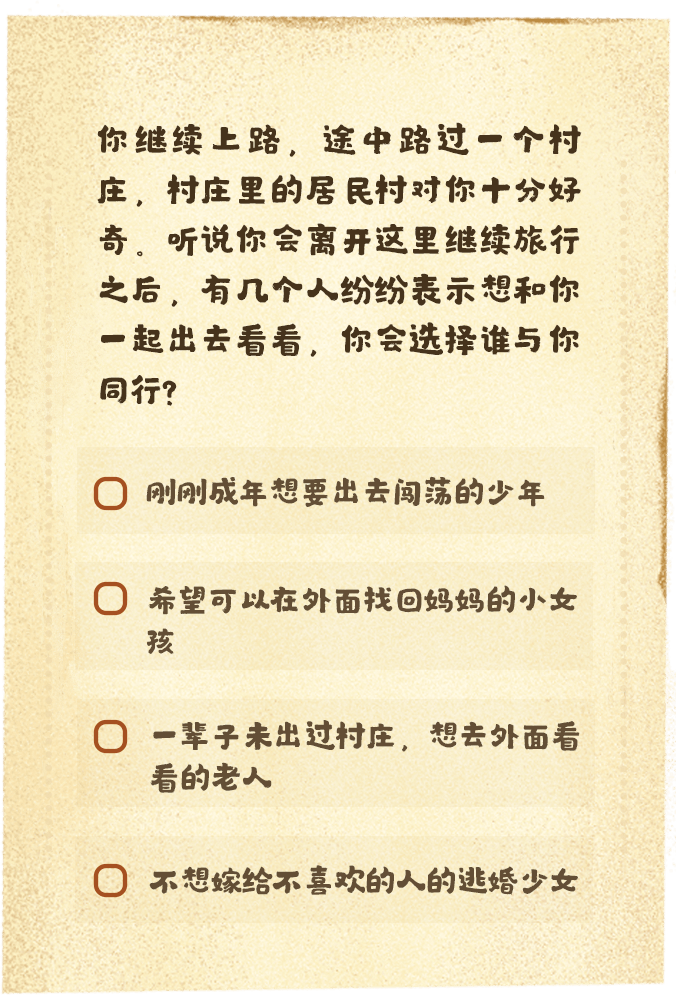 你继续上路，途中路过一个村
庄，村庄里的居民村对你十分好
奇。听说你会离开这里继续旅行
之后，有几个人纷纷表示想和你
一起出去看看，你会选择谁与你
同行?
刚刚成年想要出去闯荡的少年
希望可以在外面找回妈妈的小女
孩
一辈子未出过村庄，想去外面看
看的老人
不想嫁给不喜欢的人的逃婚少女